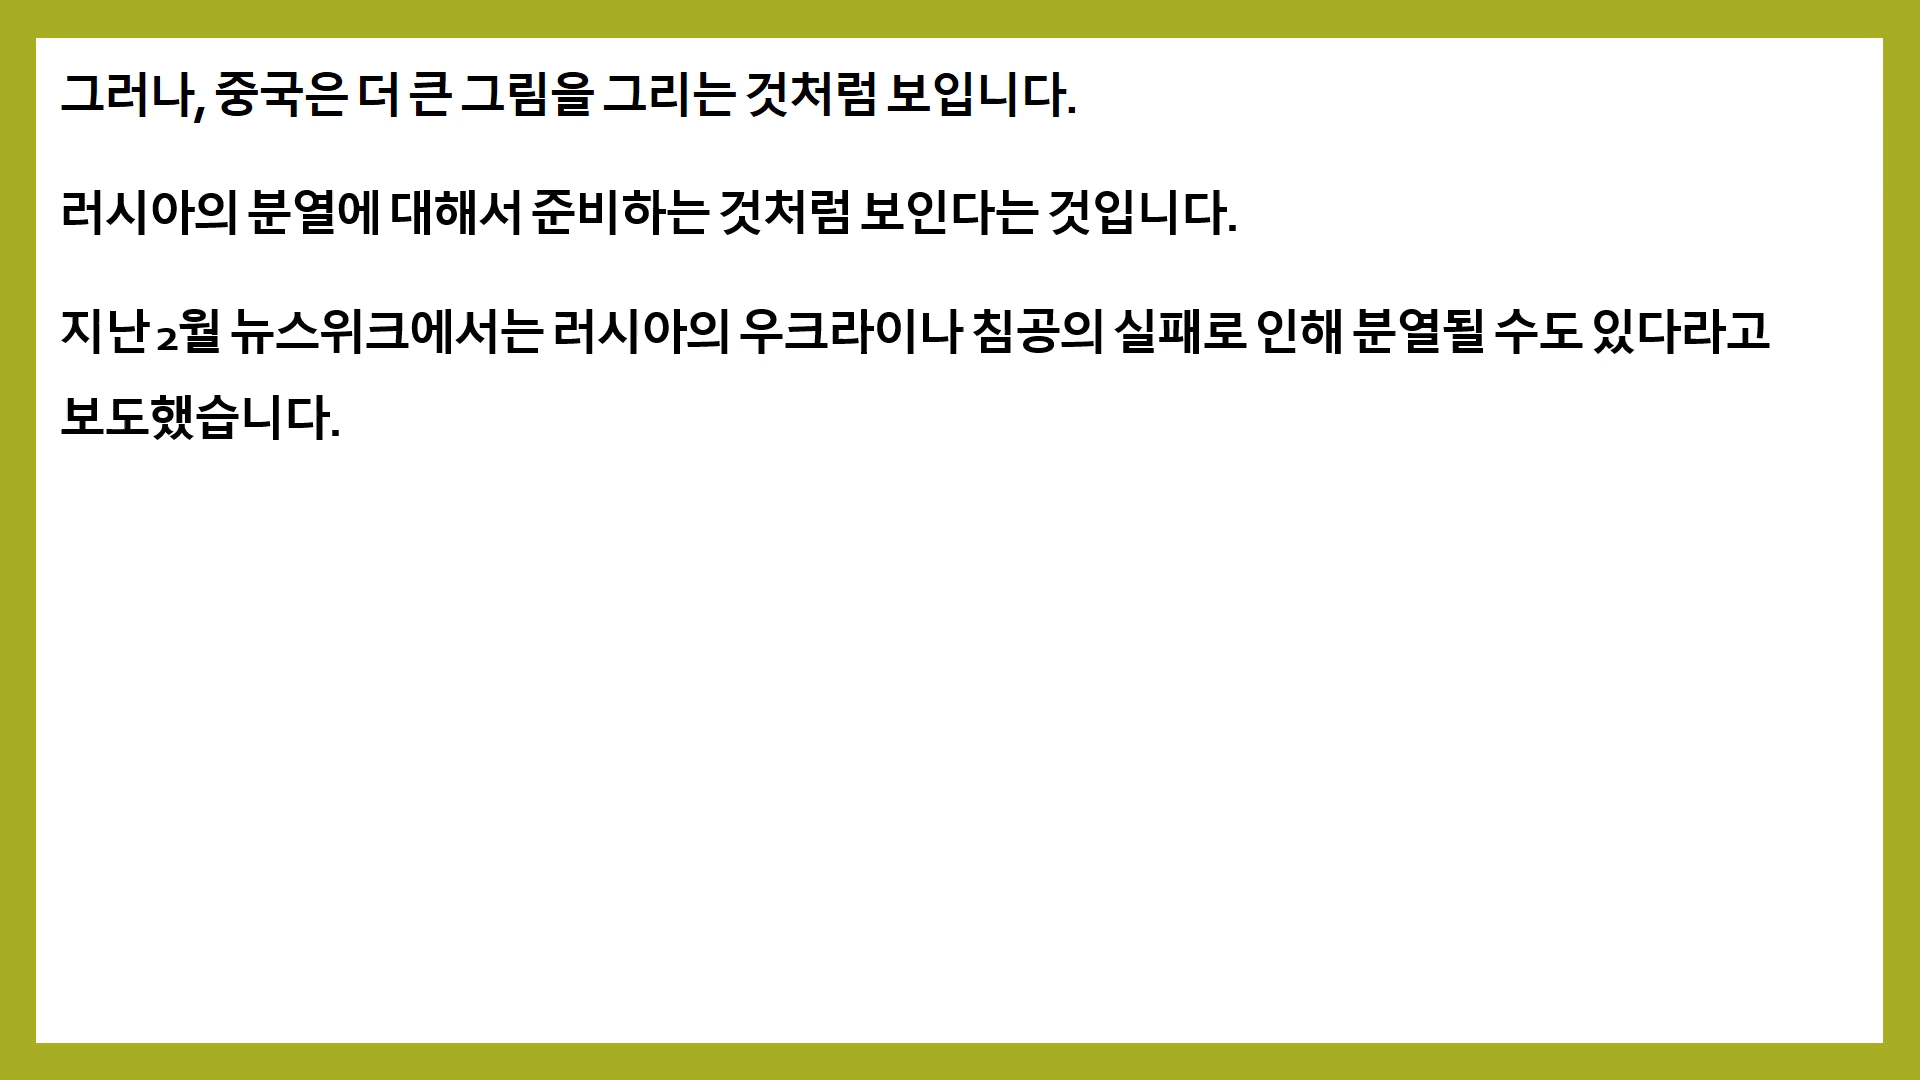 그러나, 중국은 더 큰 그림을 그리는 것처럼 보입니다.
러시아의 분열에 대해서 준비하는 것처럼 보인다는 것입니다.
지난 2월 뉴스위크에서는 러시아의 우크라이나 침공의 실패로 인해 분열될 수도 있다라고
보도했습니다.